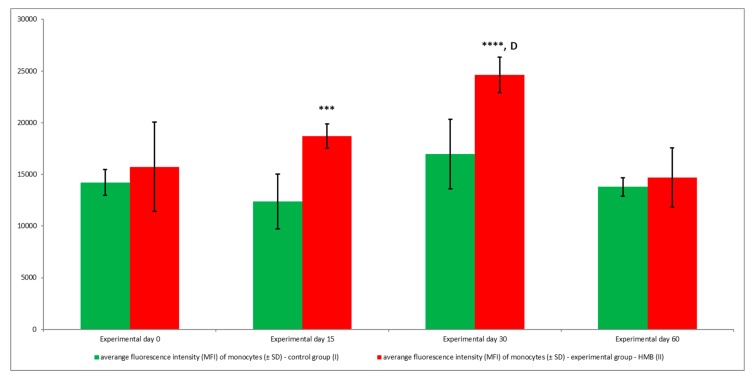 30000
25000
20000
15000
10000
5000
0
****, D
***
Experimental day 0
Experimental day 15
Experimental day 30
Experimental day 60
averange fluorescence intensity (MFI) of monocytes (± SD) - control group (I)
averange fluorescence intensity (MFI) of monocytes (± SD) - experimental group - HMB (II)